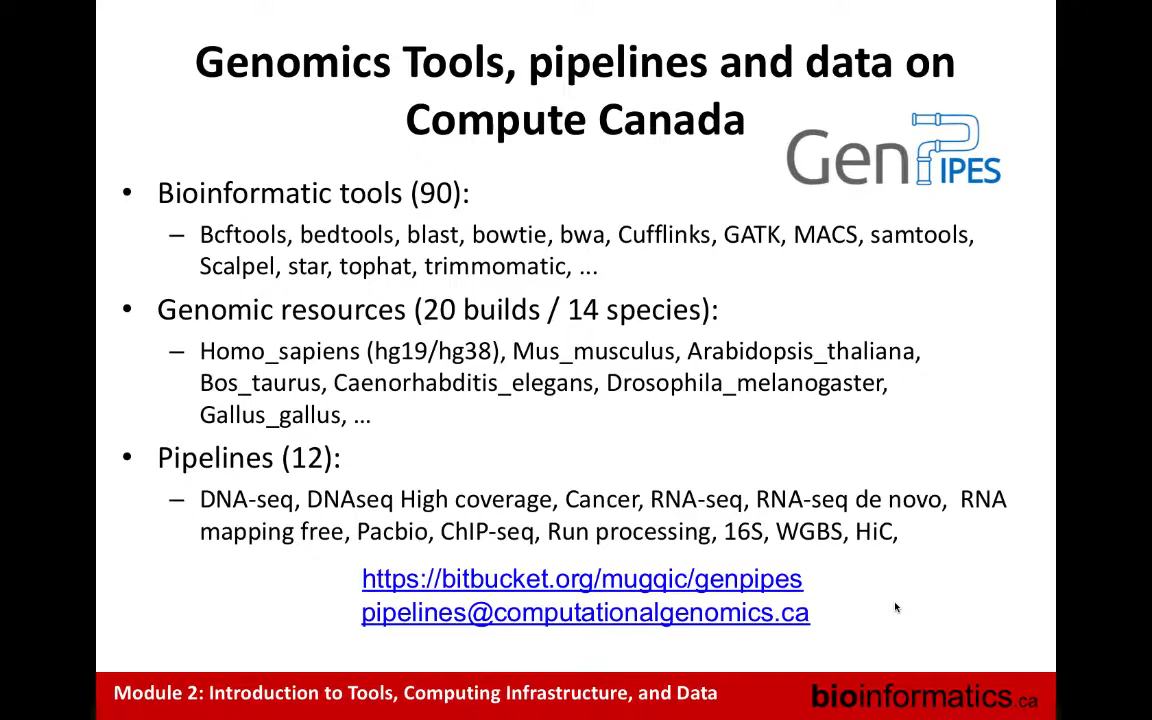 Genomics Tools, pipelines and data on
Compute Canada
GenPIPES
• Bioinformatic tools (90):
– Bcftools, bedtools, blast, bowtie, bwa, Cufflinks, GATK, MACS, samtools,
Scalpel, star, tophat, trimmomatic, ...
• Genomic resources (20 builds / 14 species):
– Homo_sapiens (hg19/hg38), Mus_musculus, Arabidopsis_thaliana,
Bos_taurus, Caenorhabditis_elegans, Drosophila_melanogaster,
Gallus_gallus, …
• Pipelines (12):
– DNA-seq, DNAseq High coverage, Cancer, RNA-seq, RNA-seq de novo, RNA
mapping free, Pacbio, ChIP-seq, Run processing, 16S, WGBS, HiC,
https://bitbucket.org/mugqic/genpipes
pipelines@computationalgenomics.ca
Module 2: Introduction to Tools, Computing Infrastructure, and Data
bioinformatics.ca